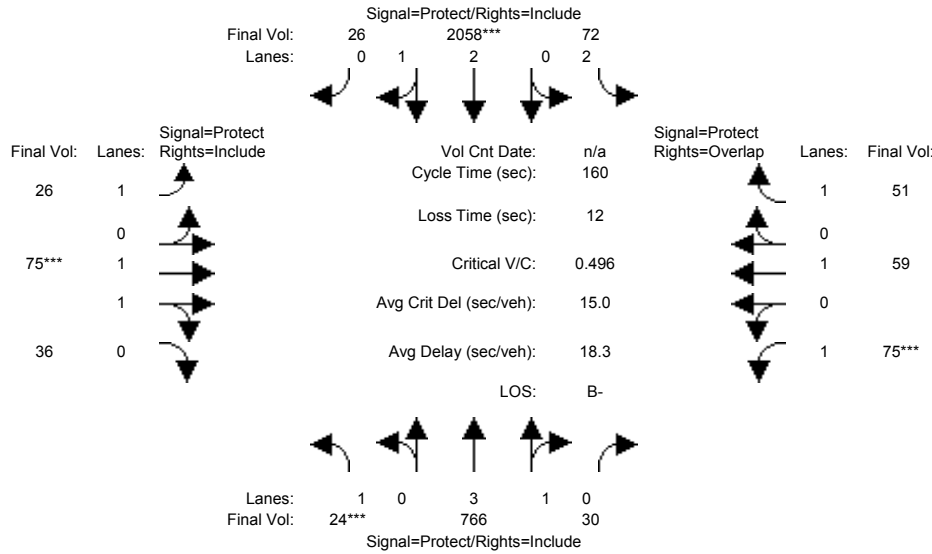 Signal=Protect/Rights=Include
Final Vol: 26 2058*** 72
Lanes: 0 1 2 0 2
Signal=Protect
Final Vol: Lanes: Rights=Include
Vol Cnt Date: n/a
Signal=Protect
Rights=Overlap Lanes: Final Vol:
Cycle Time (sec): 160
26 1
1 51
Loss Time (sec): 12
0
0
75*** 1
Critical V/C: 0.496
1 59
1
Avg Crit Del (sec/veh): 15.0
0
36 0
Avg Delay (sec/veh): 18.3
1 75***
LOS: B-
Lanes: 1 0 3 1 0
Final Vol: 24*** 766 30
Signal=Protect/Rights=Include